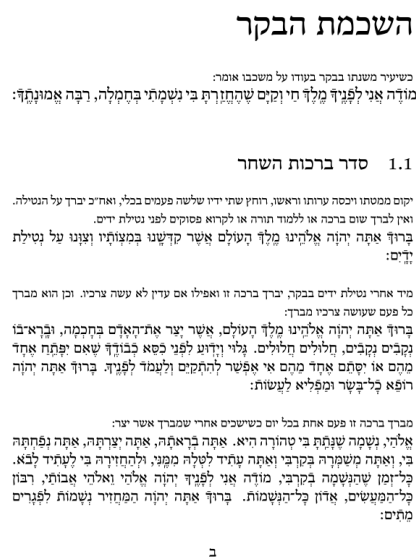 השכמת הבקר
כשיעיר משנתו בבקר בעודו על משכבו אומר:
מוֹדֶה אֲנִי לְפָנֶֽיךָ מֶֽלֶךְ חַי וְקַיָּם שֶׁהֶחֱזַֽרְתָּ בִּי נִשְׁמָתִי בְּחֶמְלָה, רַבָּה אֱמוּנָתֶֽךָ:
1.1 סדר ברכות השחר
יקום ממטתו ויכסה ערותו וראשו, רוחץ שתי ידיו שלשה פעמים בכלי, ואח״כ יברך על הנטילה.
ואין לברך שום ברכה או ללמוד תורה או לקרוא פסוקים לפני נטילת ידים.
בָּרוּךְ אַתָּה יְהֹוָה אֱלֹהֵֽינוּ מֶֽלֶךְ הָעוֹלָם אֲשֶׁר קִדְּשָֽׁנוּ בְּמִצְוֹתָֽיו וְצִוָּֽנוּ עַל נְטִילַת
יָדָֽיִם:
מיד אחרי נטילת ידים בבקר, יברך ברכה זו ואפילו אם עדין לא עשה צרכיו. וכן הוא מברך
כל פעם שעושה צרכיו מברך:
בָּרוּךְ אַתָּה יְהֹוָה אֱלֹהֵֽינוּ מֶֽלֶךְ הָעוֹלָם, אֲשֶׁר יָצַר אֶת־הָאָדָם בְּחָכְמָה, וּבָֽרָא־בוֹ
נְקָבִים נְקָבִים, חֲלוּלִים חֲלוּלִים. גָּלוּי וְיָדֽוּעַ לִפְנֵי כִסֵּא כְבוֹדֶֽךָ שֶׁאִם יִפָּתֵֽחַ אֶחָד
מֵהֶם אוֹ יִסָּתֵם אֶחָד מֵהֶם אִי אֶפְשַׁר לְהִתְקַיֵּם וְלַעֲמֹד לְפָנֶֽיךָ. בָּרוּךְ אַתָּה יְהֹוָה
רוֹפֵא כָל־בָּשָׂר וּמַפְלִיא לַעֲשׂוֹת:
מברך ברכה זו פעם אחת בכל יום כשישכים אחרי שמברך אשר יצר:
אֱלֹהַי, נְשָׁמָה שֶׁנָּתַֽתָּ בִּי טְהוֹרָה הִיא. אַתָּה בְרָאתָֽהּ, אַתָּה יְצַרְתָּֽהּ, אַתָּה נְפַחְתָּֽהּ
בִּי, וְאַתָּה מְשַׁמְּרָהּ בְּקִרְבִּי וְאַתָּה עָתִיד לִטְּלָהּ מִמֶּֽנִּי, וּלְהַחֲזִירָהּ בִּי לֶעָתִיד לָבֹא.
כָּל־זְמַן שֶׁהַנְּשָׁמָה בְקִרְבִּי, מוֹדֶה אֲנִי לְפָנֶֽיךָ יְהֹוָה אֱלֹהַי וֵאלֹהֵי אֲבוֹתַי, רִבּוֹן
כָּל־הַמַּעֲשִׂים, אֲדוֹן כָּל־הַנְּשָׁמוֹת. בָּרוּךְ אַתָּה יְהֹוָה הַמַּחֲזִיר נְשָׁמוֹת לִפְגָרִים
מֵתִים:
ב